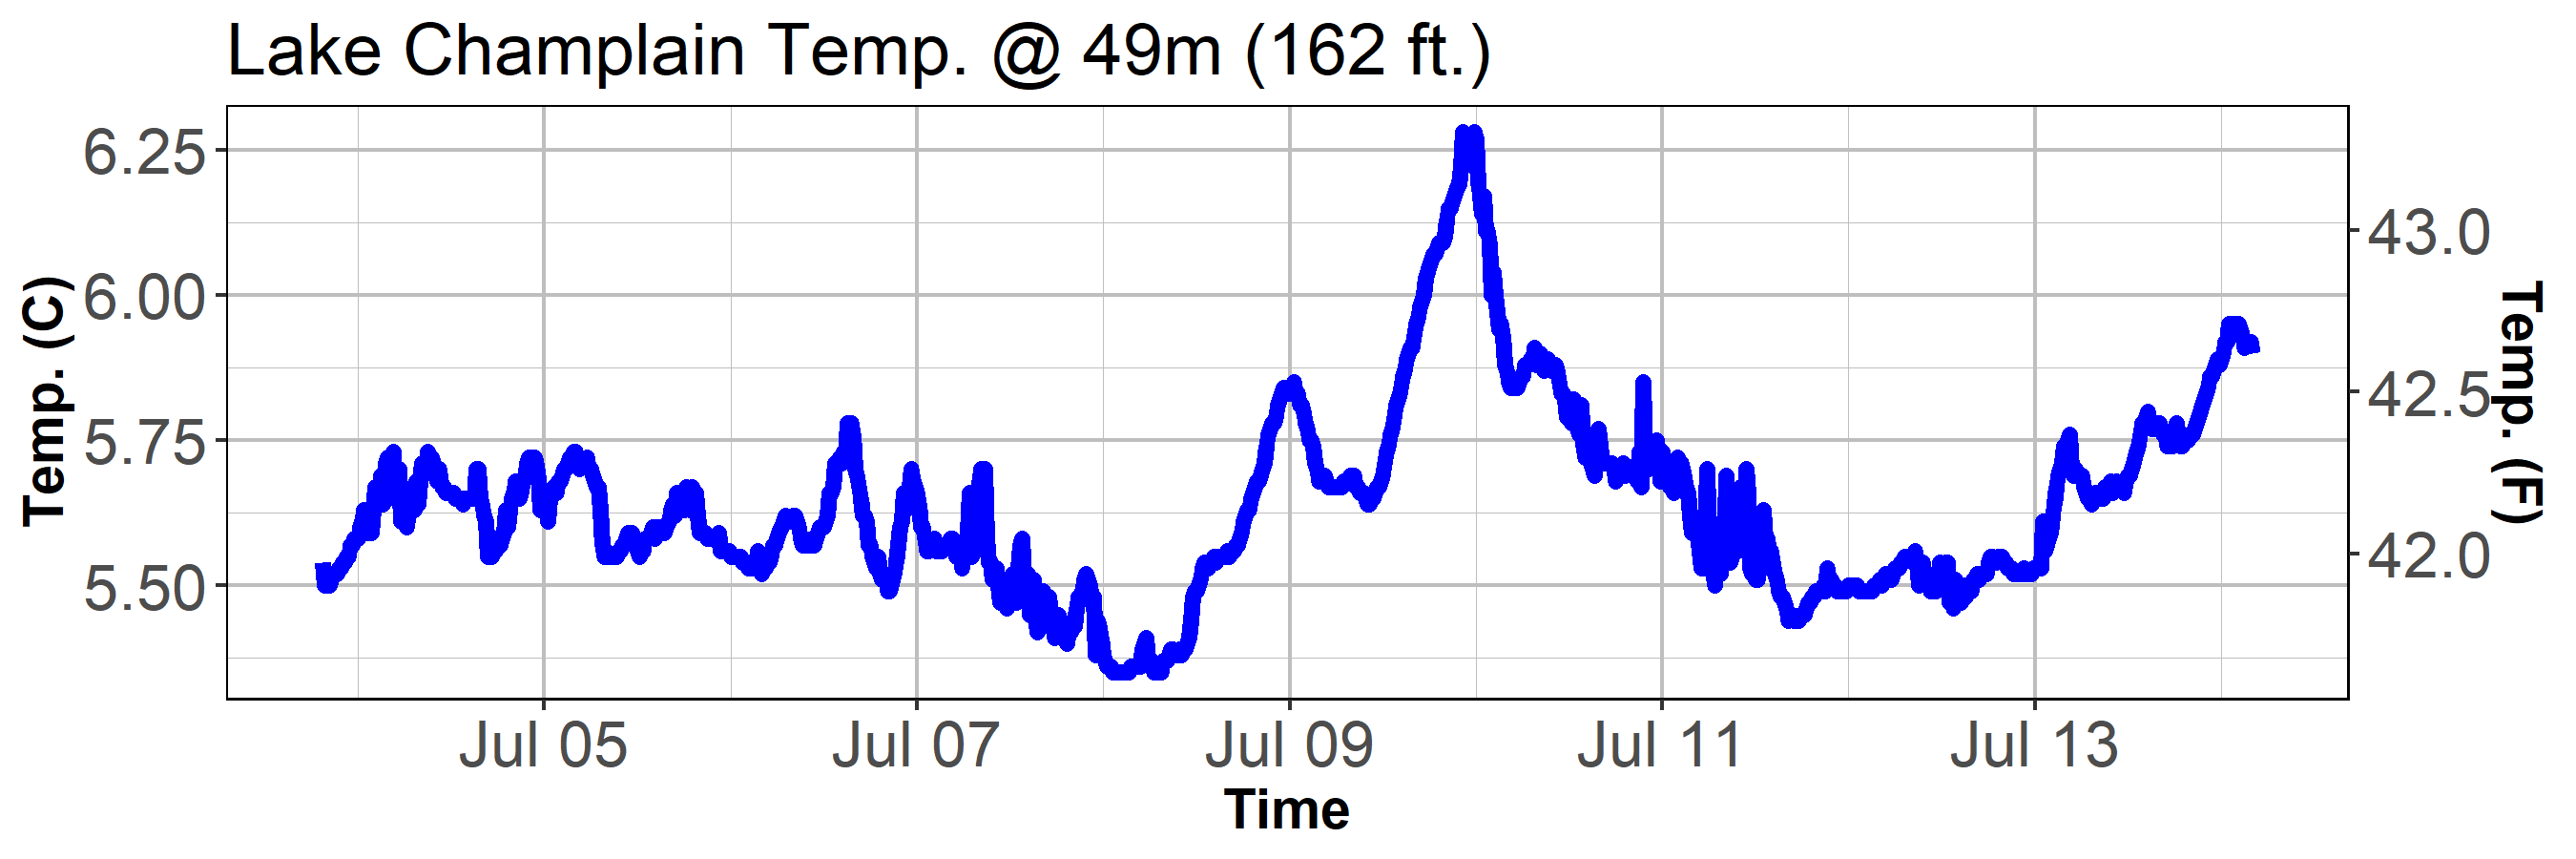 Lake Champlain Temp. @ 49m (162 ft.)
6.25
6.00
5.75
5.50
Temp. (C)
43.0
42.5
42.0
Temp. (F)
Jul 05 Jul 07 Jul 09 Jul 11 Jul 13
Time